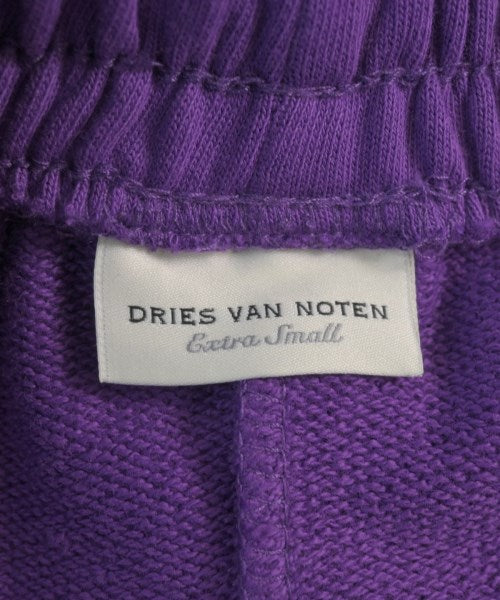 DRIES VAN NOTEN
Extra Small